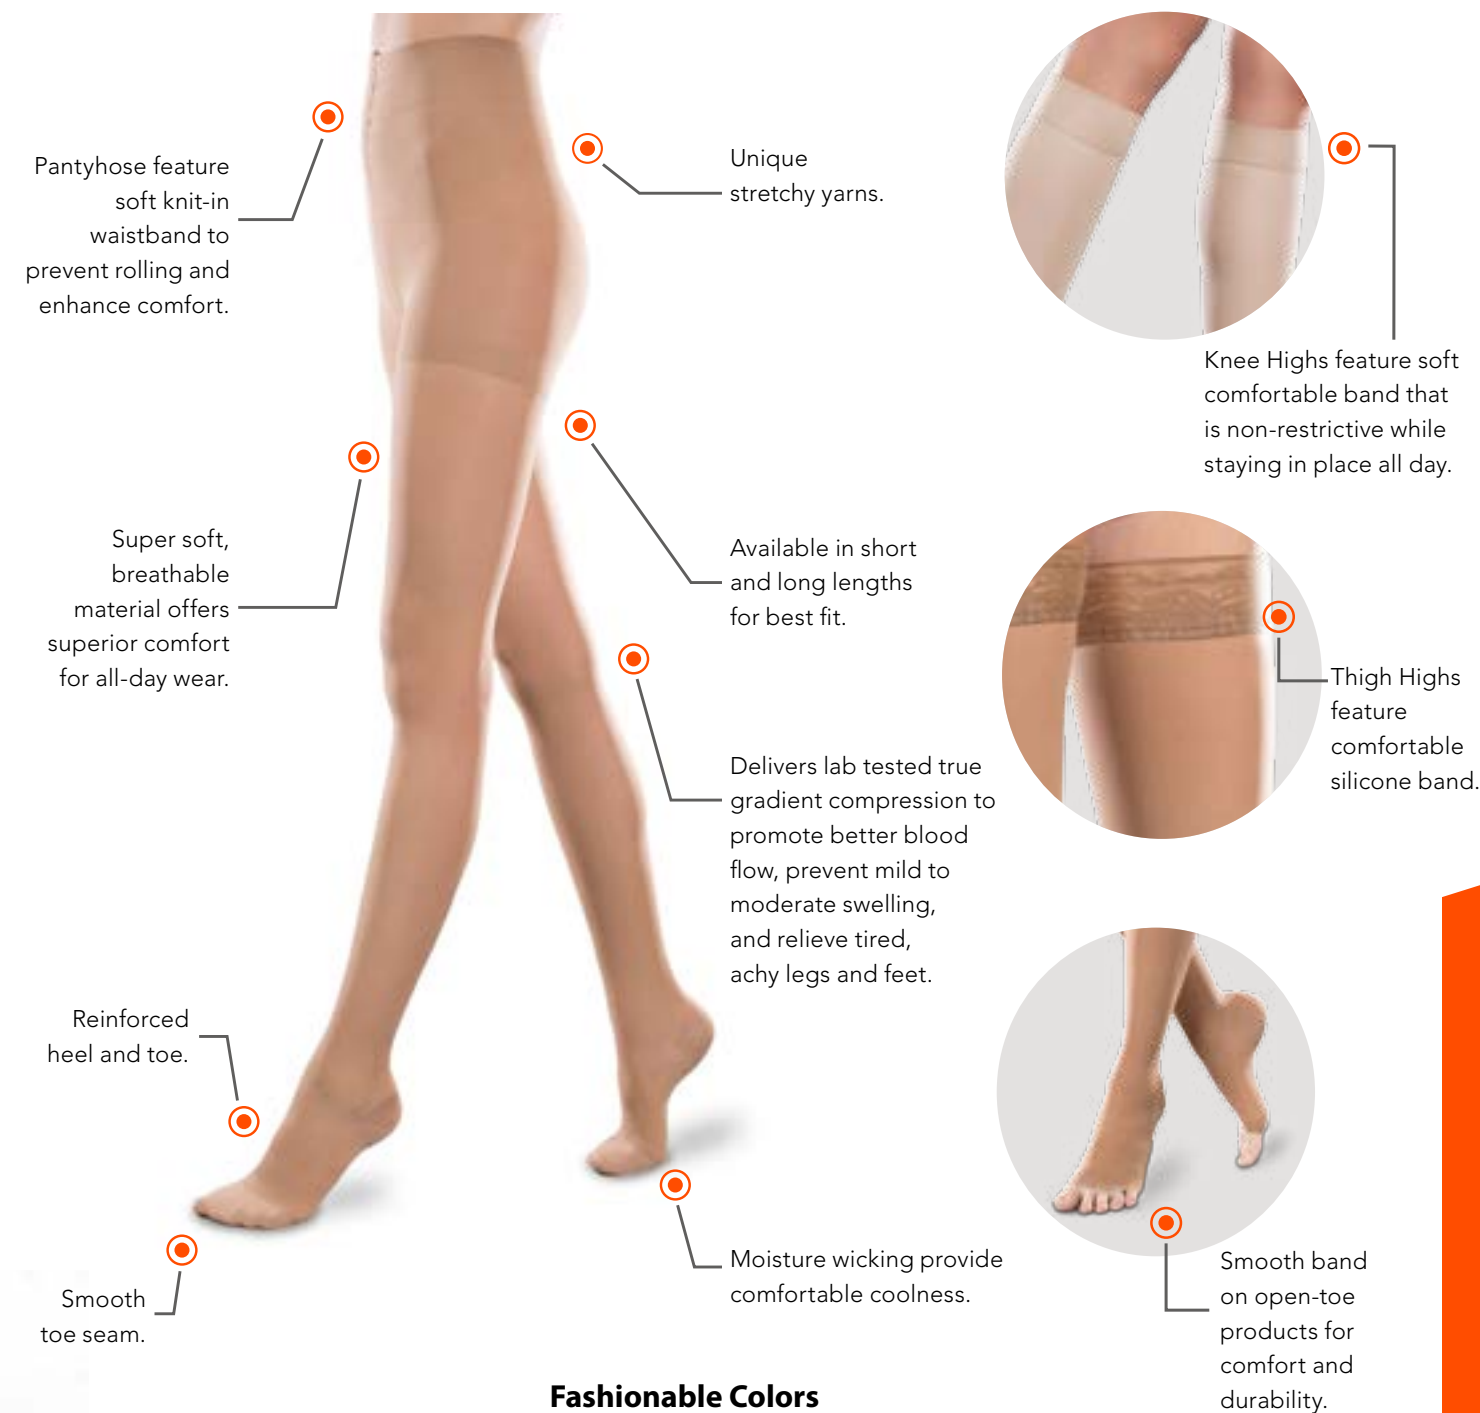 Pantyhose feature
soft knit-in
waistband to
prevent rolling and
enhance comfort.
Unique
stretchy yarns.
Knee Highs feature soft
comfortable band that
is non-restrictive while
staying in place all day.
Super soft,
breathable
material offers
superior comfort
for all-day wear.
Available in short
and long lengths
for best fit.
Thigh Highs
feature
comfortable
silicone band.
Delivers lab tested true
gradient compression to
promote better blood
flow, prevent mild to
moderate swelling,
and relieve tired,
achy legs and feet.
Reinforced
heel and toe.
Moisture wicking provide
comfortable coolness.
Smooth band
on open-toe
products for
comfort and
durability.
Smooth
toe seam.
Fashionable Colors